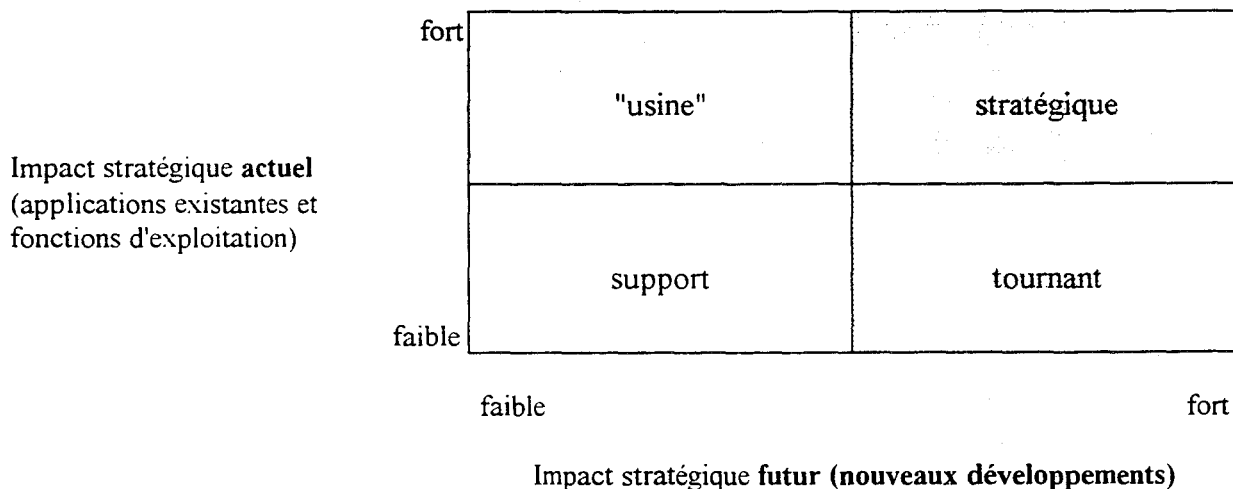 fort
"usine"
stratégique
Impact stratégique actuel
(applications existantes et
fonctions d'exploitation)
support
tournant
faible
faible
fort
Impact stratégique futur (nouveaux développements)